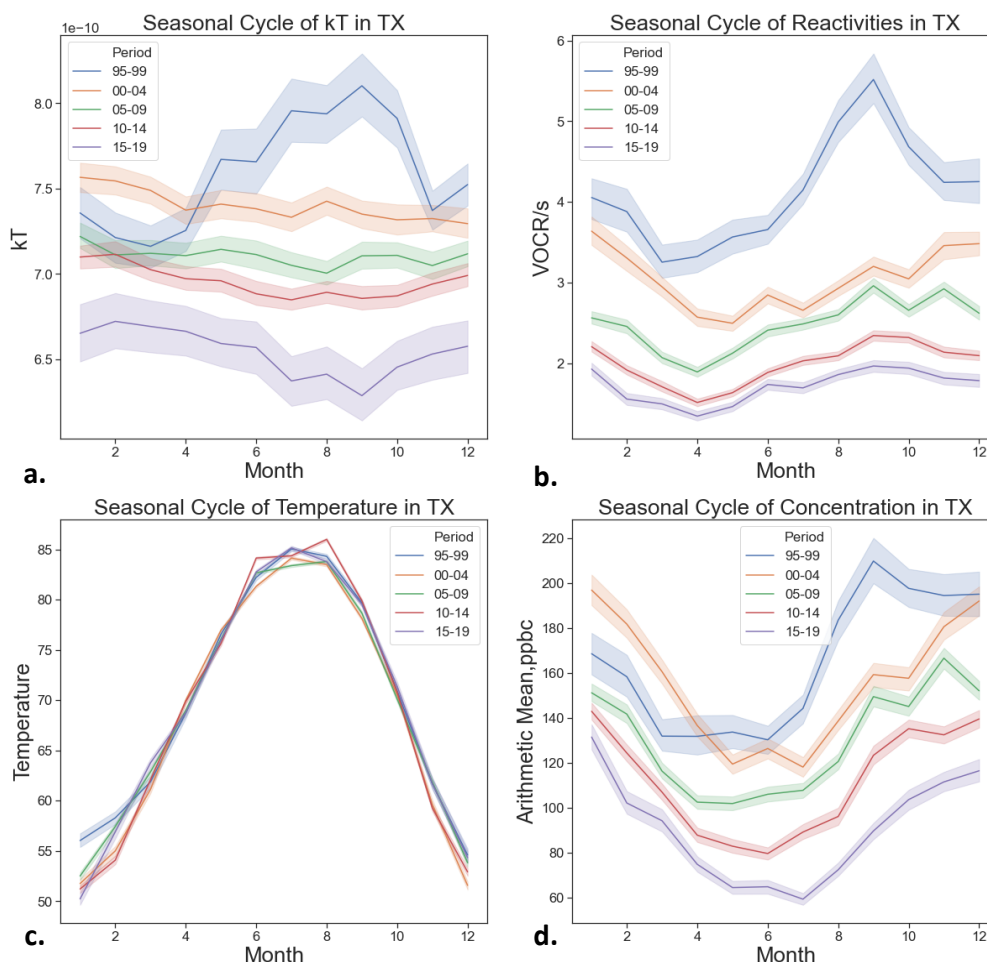 Seasonal Cycle of kT in TX
1e−10
kT
8.0
7.5
7.0
6.5
Period
95-99
00-04
05-09
10-14
15-19
2 4 6 8 10 12
Month
a.
Seasonal Cycle of Reactivities in TX
VOCR/s
6
5
4
3
2
Period
95-99
00-04
05-09
10-14
15-19
2 4 6 8 10 12
Month
b.
Seasonal Cycle of Temperature in TX
Temperature
85
80
75
70
65
60
55
50
Period
95-99
00-04
05-09
10-14
15-19
2 4 6 8 10 12
Month
c.
Seasonal Cycle of Concentration in TX
Arithmetic Mean,ppbc
220
200
180
160
140
120
100
80
60
Period
95-99
00-04
05-09
10-14
15-19
2 4 6 8 10 12
Month
d.